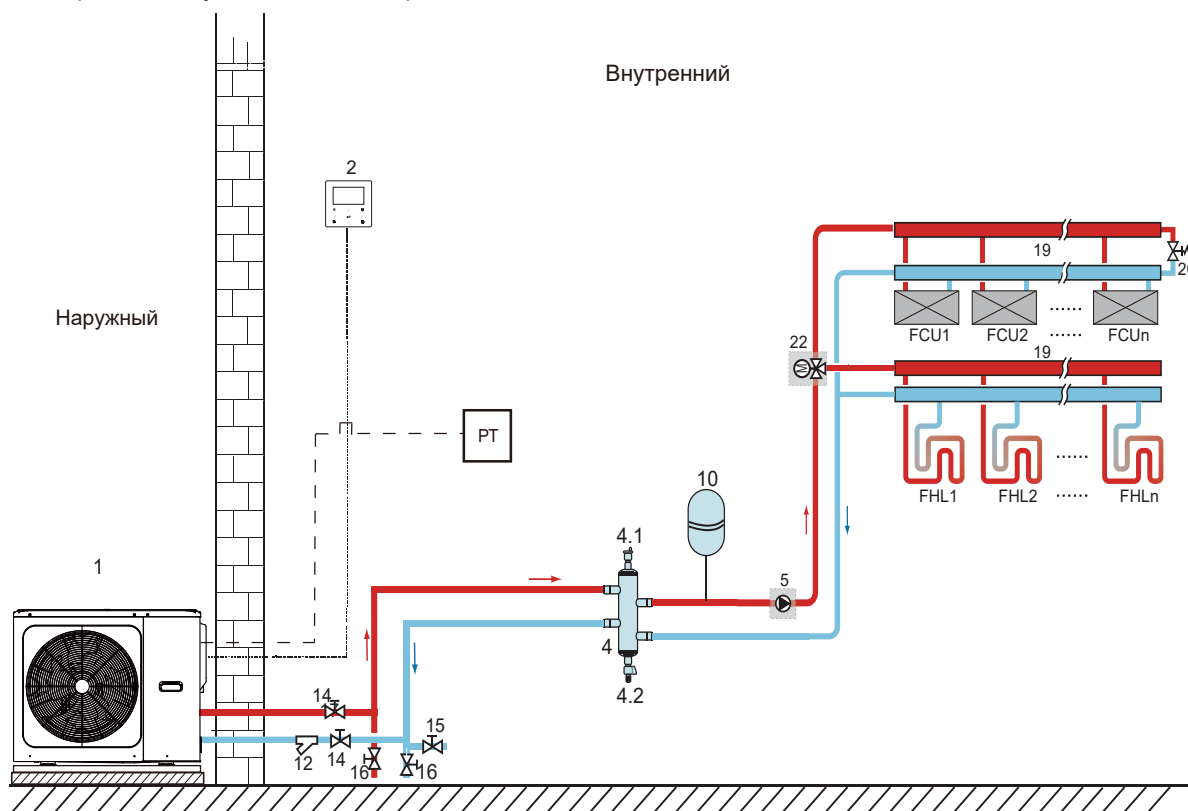 Внутренний
2
19
20
Наружный
FCU1 FCU2 ...... FCUn
......
22
19
PT
10
FHL1 FHL2 ...... FHLn
......
4.1
1
5
4
4.2
14
15
12 14 16 16